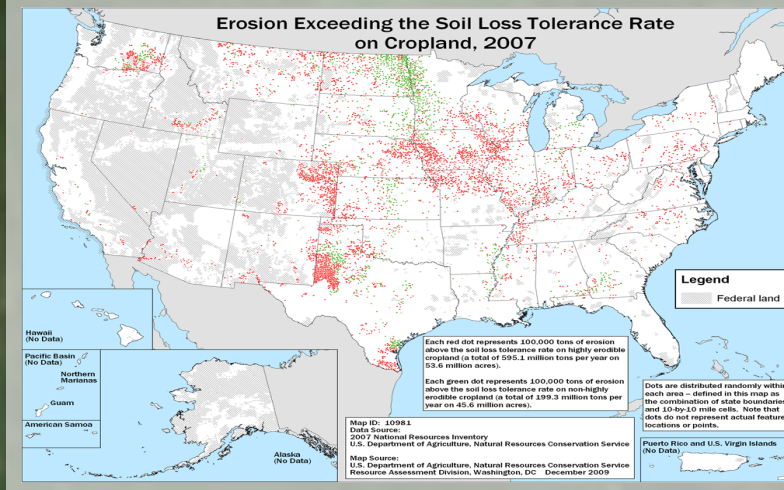 Erosion Exceeding the Soil Loss Tolerance Rate
on Cropland, 2007
Legend
Federal land
Hawaii
(No Data)
Pacific Basin
(No Data)
Northern
Marianas
Guam
American Samoa
Alaska
(No Data)
Each red dot represents 100,000 tons of erosion
above the soil loss tolerance rate on highly erodible
cropland (a total of 595.1 million tons per year on
53.6 million acres).
Each green dot represents 100,000 tons of erosion
above the soil loss tolerance rate on non-highly
erodible cropland (a total of 199.3 million tons per
year on 45.6 million acres).
Map ID: 10981
Data Source:
2007 National Resources Inventory
U.S. Department of Agriculture, Natural Resources Conservation Service
Map Source:
U.S. Department of Agriculture, Natural Resources Conservation Service
Resource Assessment Division, Washington, DC December 2009
Dots are distributed randomly within
each area – defined in this map as
the combination of state boundaries
and 10-by-10 mile cells. Note that
dots do not represent actual feature
locations or points.
Puerto Rico and U.S. Virgin Islands
(No Data)